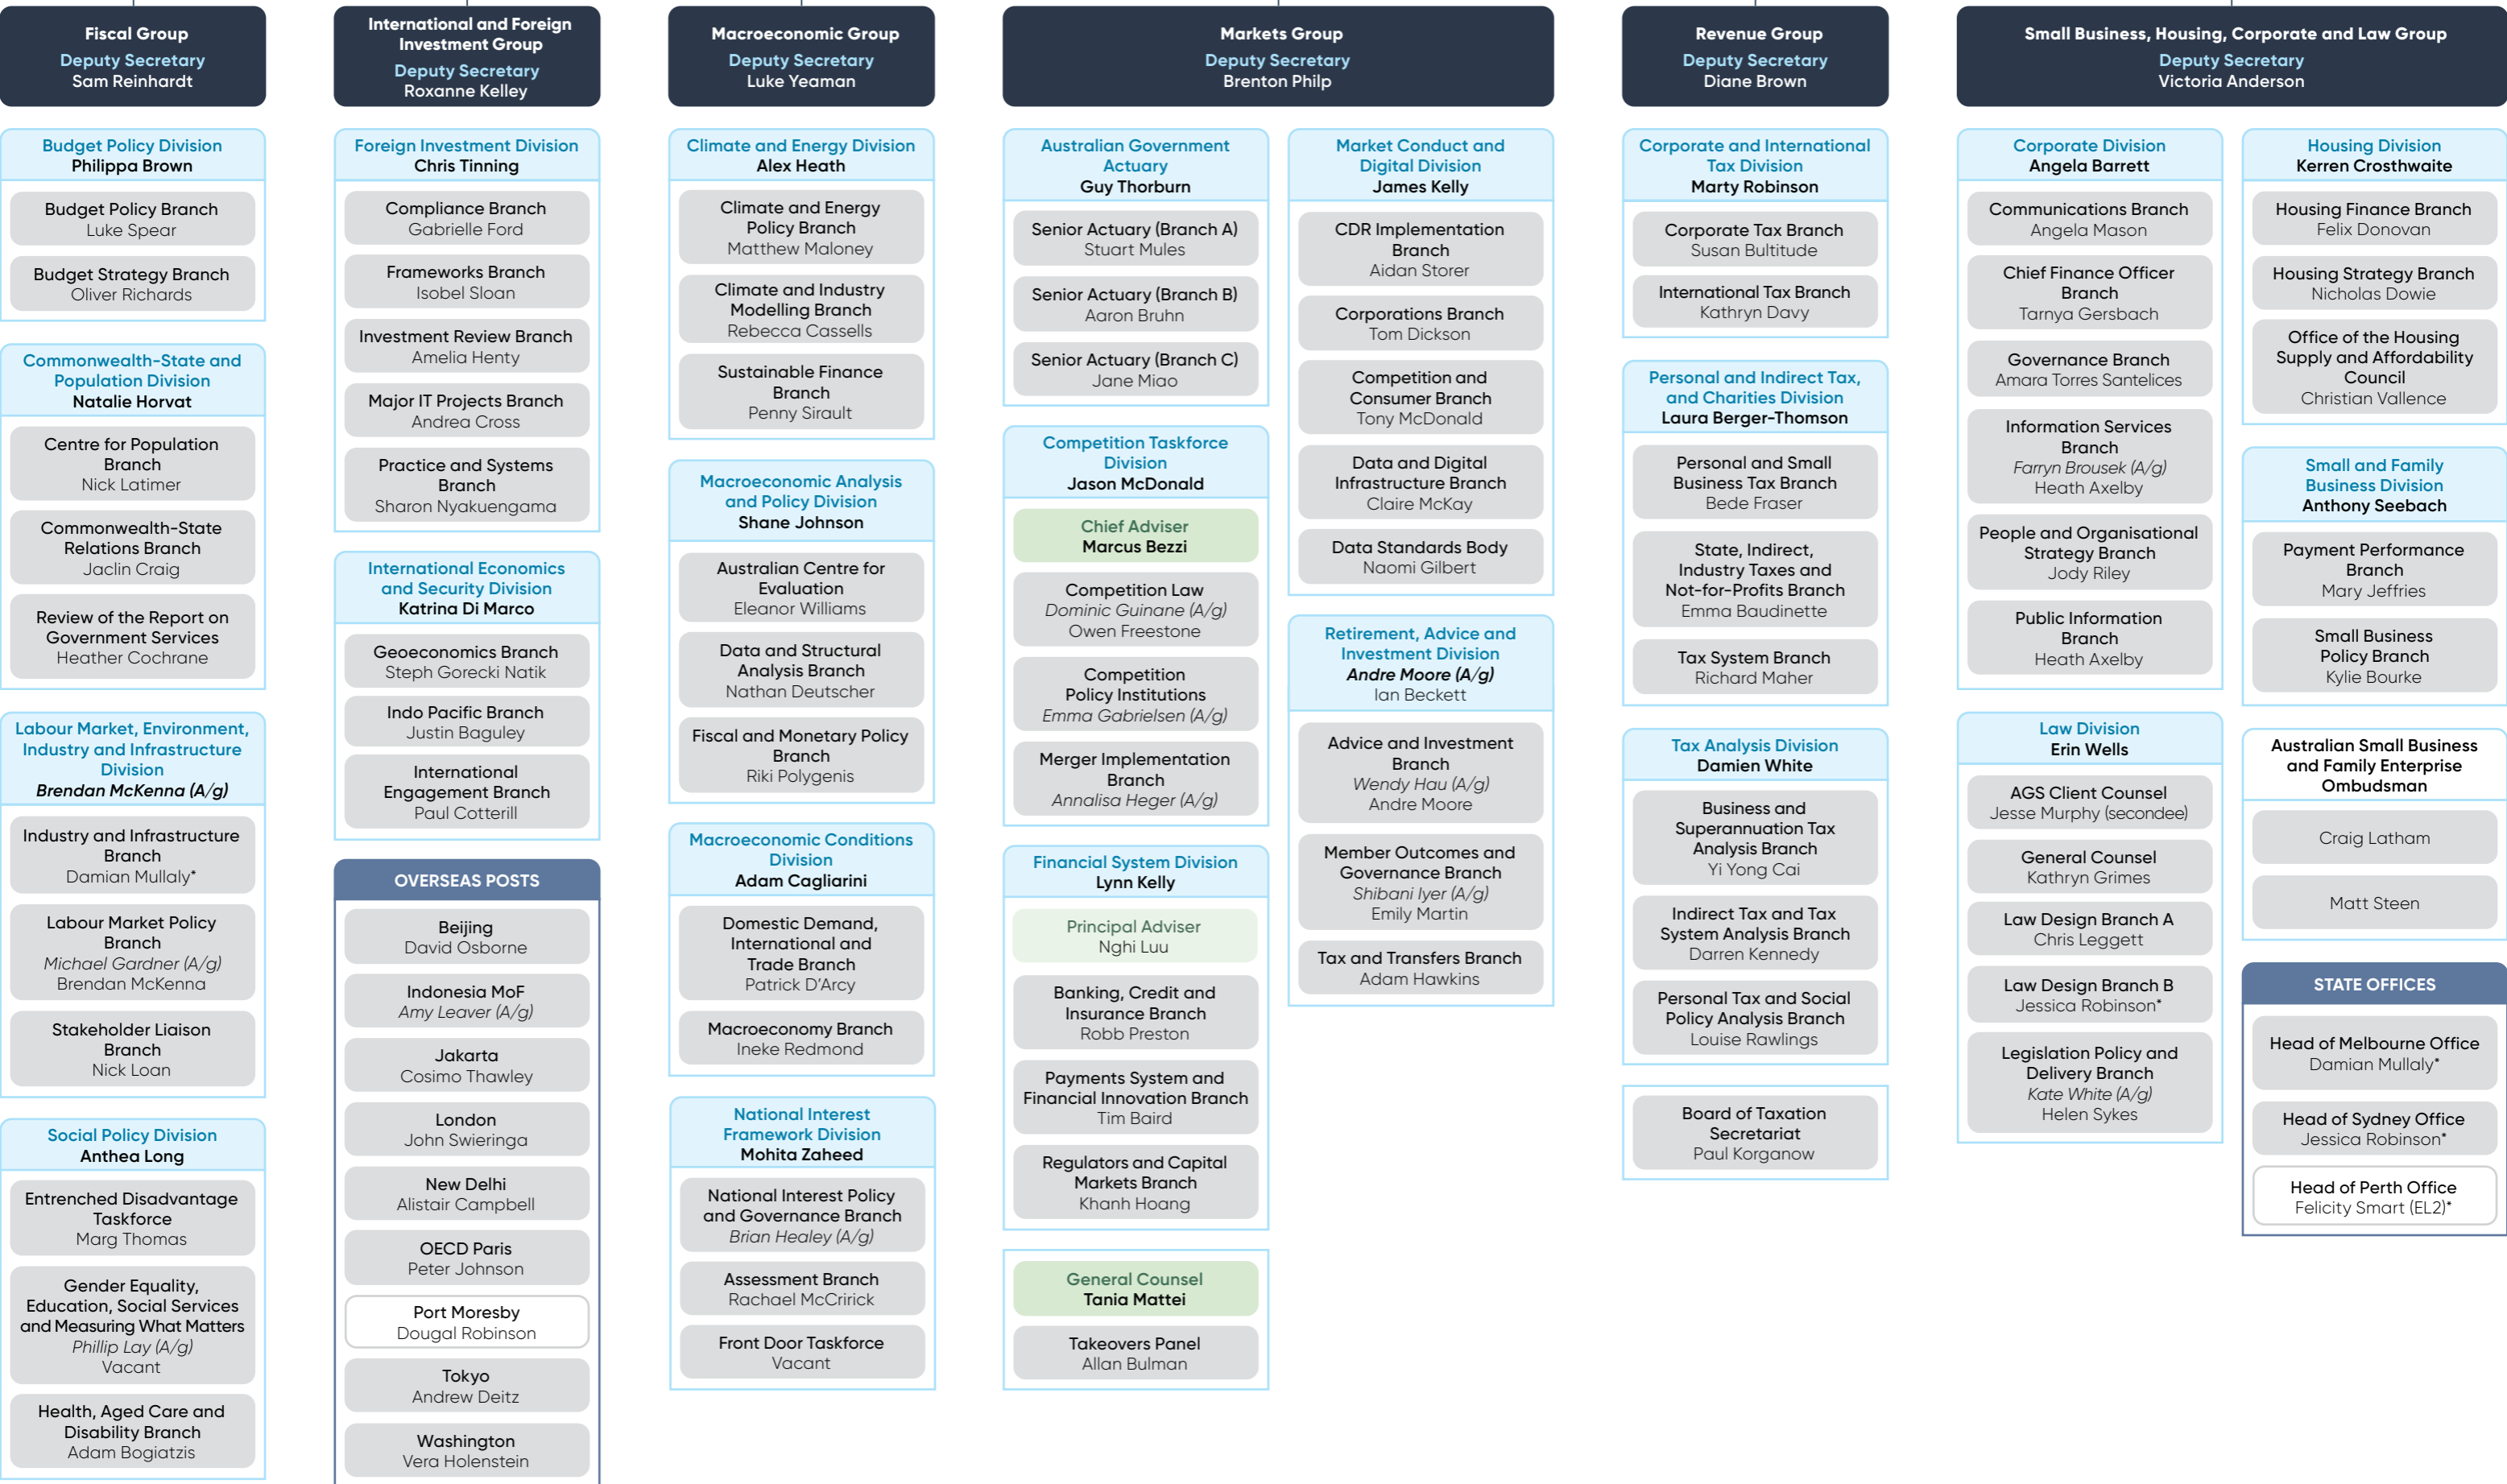 Fiscal Group
Deputy Secretary
Sam Reinhardt
Budget Policy Division
Philippa Brown
Budget Policy Branch
Luke Spear
Budget Strategy Branch
Oliver Richards
Commonwealth-State and
Population Division
Natalie Horvat
Centre for Population
Branch
Nick Latimer
Commonwealth-State
Relations Branch
Jaclin Craig
Review of the Report on
Government Services
Heather Cochrane
Labour Market, Environment,
Industry and Infrastructure
Division
Brendan McKenna (A/g)
Industry and Infrastructure
Branch
Damian Mullaly*
Labour Market Policy
Branch
Michael Gardner (A/g)
Brendan McKenna
Stakeholder Liaison
Branch
Nick Loan
Social Policy Division
Anthea Long
Entrenched Disadvantage
Taskforce
Marg Thomas
Gender Equality,
Education, Social Services
and Measuring What Matters
Phillip Lay (A/g)
Vacant
Health, Aged Care and
Disability Branch
Adam Bogiatzis
International and Foreign
Investment Group
Deputy Secretary
Roxanne Kelley
Foreign Investment Division
Chris Tinning
Compliance Branch
Gabrielle Ford
Frameworks Branch
Isobel Sloan
Investment Review Branch
Amelia Henty
Major IT Projects Branch
Andrea Cross
Practice and Systems
Branch
Sharon Nyakuengama
International Economics
and Security Division
Katrina Di Marco
Geoeconomics Branch
Steph Gorecki Natik
Indo Pacific Branch
Justin Baguley
International
Engagement Branch
Paul Cotterill
OVERSEAS POSTS
Beijing
David Osborne
Indonesia MoF
Amy Leaver (A/g)
Jakarta
Cosimo Thawley
London
John Swieringa
New Delhi
Alistair Campbell
OECD Paris
Peter Johnson
Port Moresby
Dougal Robinson
Tokyo
Andrew Deitz
Washington
Vera Holenstein
Macroeconomic Group
Deputy Secretary
Luke Yeaman
Climate and Energy Division
Alex Heath
Climate and Energy
Policy Branch
Matthew Maloney
Climate and Industry
Modelling Branch
Rebecca Cassells
Sustainable Finance
Branch
Penny Sirault
Macroeconomic Analysis
and Policy Division
Shane Johnson
Australian Centre for
Evaluation
Eleanor Williams
Data and Structural
Analysis Branch
Nathan Deutscher
Fiscal and Monetary Policy
Branch
Riki Polygenis
Macroeconomic Conditions
Division
Adam Cagliarini
Domestic Demand,
International and
Trade Branch
Patrick D'Arcy
Macroeconomy Branch
Ineke Redmond
National Interest
Framework Division
Mohita Zaheed
National Interest Policy
and Governance Branch
Brian Healey (A/g)
Assessment Branch
Rachael McCririck
Front Door Taskforce
Vacant
Markets Group
Deputy Secretary
Brenton Philp
Australian Government
Actuary
Guy Thorburn
Senior Actuary (Branch A)
Stuart Mules
Senior Actuary (Branch B)
Aaron Bruhn
Senior Actuary (Branch C)
Jane Miao
Competition Taskforce
Division
Jason McDonald
Chief Adviser
Marcus Bezzi
Competition Law
Dominic Guinane (A/g)
Owen Freestone
Competition
Policy Institutions
Emma Gabrielsen (A/g)
Merger Implementation
Branch
Annalisa Heger (A/g)
Financial System Division
Lynn Kelly
Principal Adviser
Nghi Luu
Banking, Credit and
Insurance Branch
Robb Preston
Payments System and
Financial Innovation Branch
Tim Baird
Regulators and Capital
Markets Branch
Khanh Hoang
General Counsel
Tania Mattei
Takeovers Panel
Allan Bulman
Market Conduct and
Digital Division
James Kelly
CDR Implementation
Branch
Aidan Storer
Corporations Branch
Tom Dickson
Competition and
Consumer Branch
Tony McDonald
Data and Digital
Infrastructure Branch
Claire McKay
Data Standards Body
Naomi Gilbert
Retirement, Advice and
Investment Division
Andre Moore (A/g)
Ian Beckett
Advice and Investment
Branch
Wendy Hau (A/g)
Andre Moore
Member Outcomes and
Governance Branch
Shibani Iyer (A/g)
Emily Martin
Tax and Transfers Branch
Adam Hawkins
Revenue Group
Deputy Secretary
Diane Brown
Corporate and International
Tax Division
Marty Robinson
Corporate Tax Branch
Susan Bultitude
International Tax Branch
Kathryn Davy
Personal and Indirect Tax,
and Charities Division
Laura Berger-Thomson
Personal and Small
Business Tax Branch
Bede Fraser
State, Indirect,
Industry Taxes and
Not-for-Profits Branch
Emma Baudinette
Tax System Branch
Richard Maher
Tax Analysis Division
Damien White
Business and
Superannuation Tax
Analysis Branch
Yi Yong Cai
Indirect Tax and Tax
System Analysis Branch
Darren Kennedy
Personal Tax and Social
Policy Analysis Branch
Louise Rawlings
Board of Taxation
Secretariat
Paul Korganow
Small Business, Housing, Corporate and Law Group
Deputy Secretary
Victoria Anderson
Corporate Division
Angela Barrett
Communications Branch
Angela Mason
Chief Finance Officer
Branch
Tarnya Gersbach
Governance Branch
Amara Torres Santelices
Information Services
Branch
Farryn Brousek (A/g)
Heath Axelby
People and Organisational
Strategy Branch
Jody Riley
Public Information
Branch
Heath Axelby
Law Division
Erin Wells
AGS Client Counsel
Jesse Murphy (secondee)
General Counsel
Kathryn Grimes
Law Design Branch A
Chris Leggett
Law Design Branch B
Jessica Robinson*
Legislation Policy and
Delivery Branch
Kate White (A/g)
Helen Sykes
Housing Division
Kerren Crosthwaite
Housing Finance Branch
Felix Donovan
Housing Strategy Branch
Nicholas Dowie
Office of the Housing
Supply and Affordability
Council
Christian Vallence
Small and Family
Business Division
Anthony Seebach
Payment Performance
Branch
Mary Jeffries
Small Business
Policy Branch
Kylie Bourke
Australian Small Business
and Family Enterprise
Ombudsman
Craig Latham
Matt Steen
STATE OFFICES
Head of Melbourne Office
Damian Mullaly*
Head of Sydney Office
Jessica Robinson*
Head of Perth Office
Felicity Smart (EL2)*